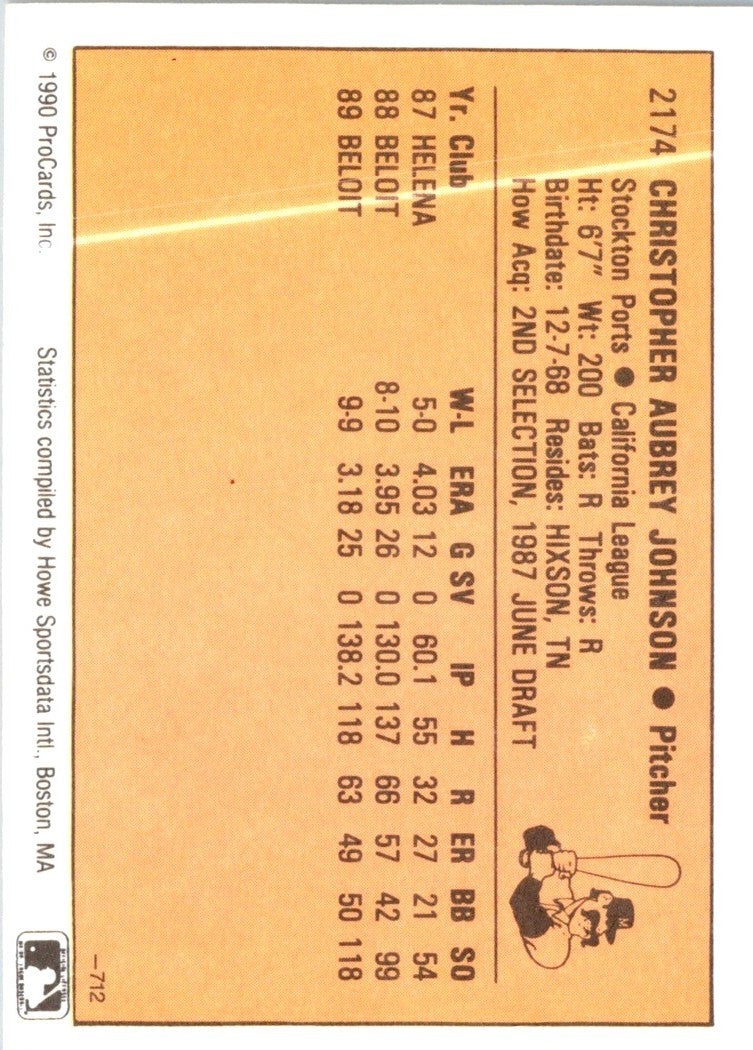 2174 CHRISTOPHER AUBREY JOHNSON ● Pitcher
Stockton Ports ● California League
Ht: 6'7" Wt: 200 Bats: R Throws: R
Birthdate: 12-7-68 Resides: HIXSON, TN
How Acq: 2ND SELECTION, 1987 JUNE DRAFT
Yr. Club W-L ERA G SV IP H R ER BB SO
87 HELENA 5-0 4.03 12 0 60.1 55 32 27 21 54
88 BELOIT 8-10 3.95 26 0 130.0 137 66 57 42 99
89 BELOIT 9-9 3.18 25 0 138.2 118 63 49 50 118
–712
© 1990 ProCards, Inc. Statistics compiled by Howe Sportsdata Intl., Boston, MA